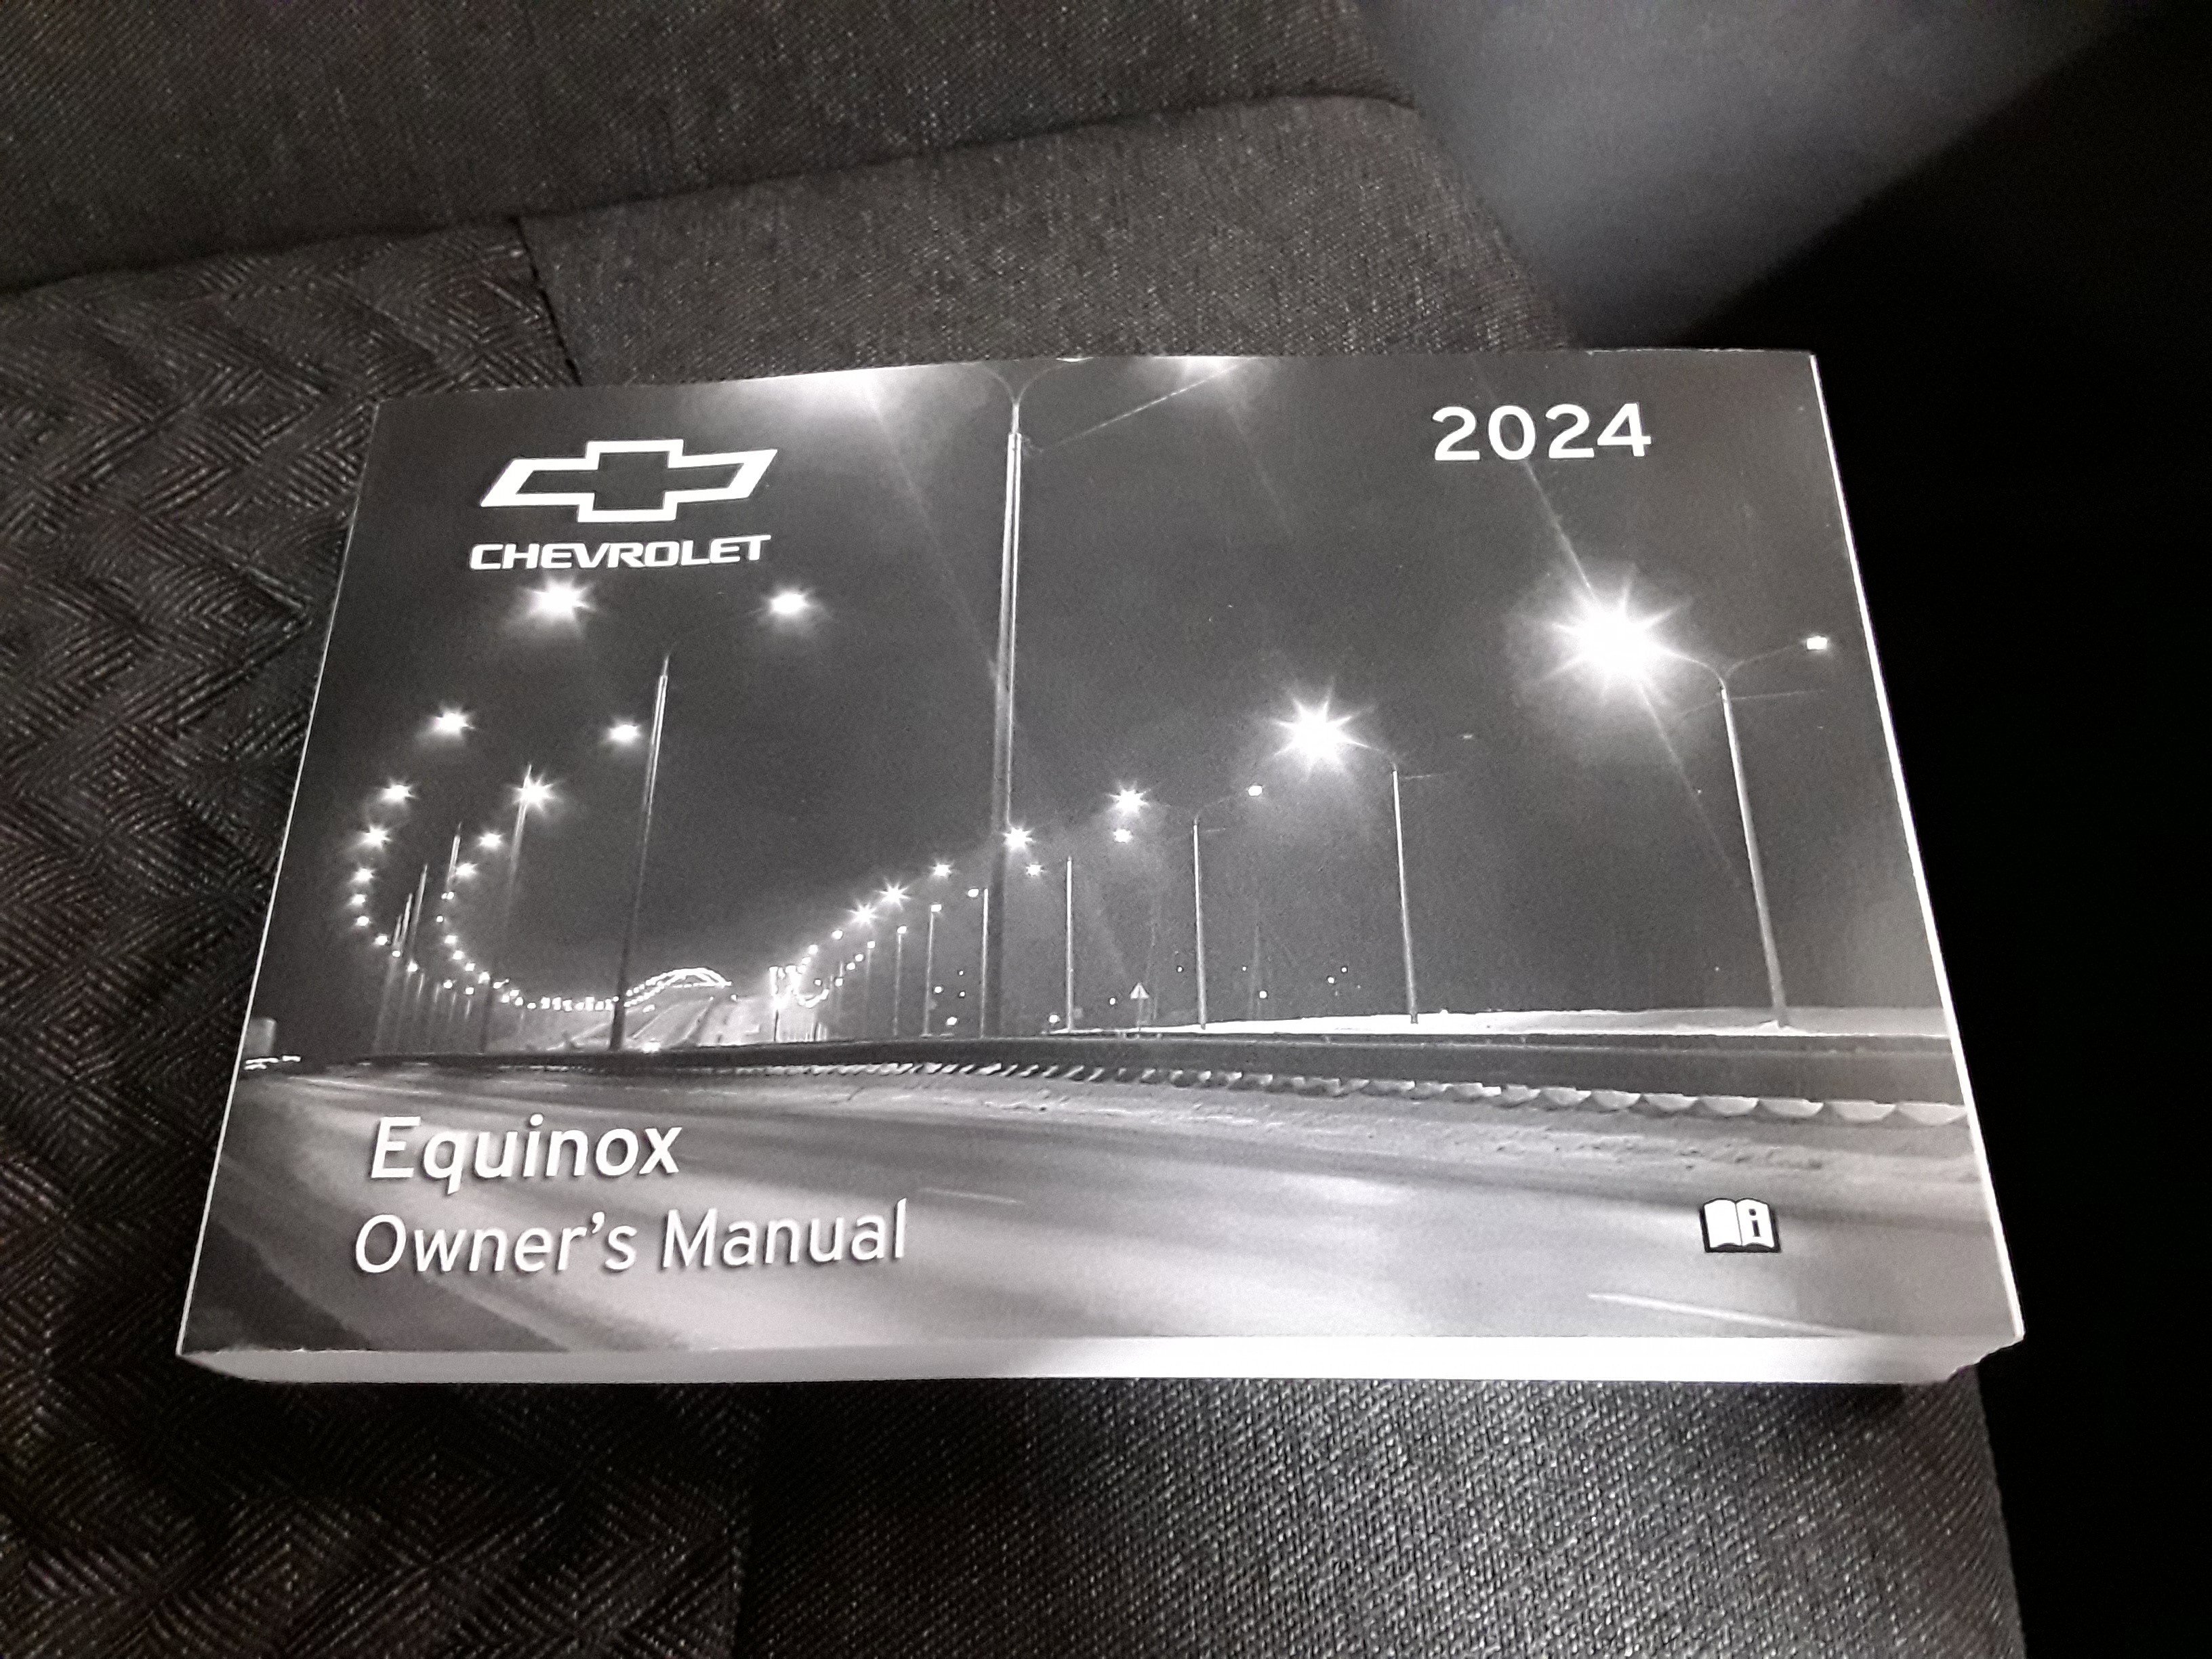 CHEVROLET
2024
Equinox
Owner's Manual
i